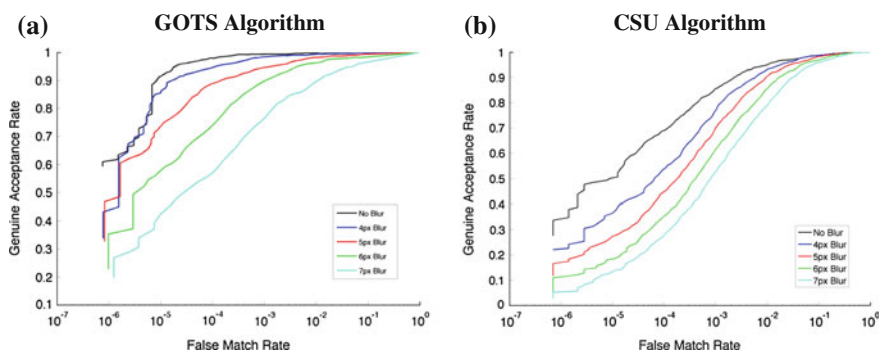 (a) GOTS Algorithm
Genuine Acceptance Rate
1
0.9
0.8
0.7
0.6
0.5
0.4
0.3
0.2
0.1
No Blur
4px Blur
5px Blur
6px Blur
7px Blur
10⁻⁷ 10⁻⁶ 10⁻⁵ 10⁻⁴ 10⁻³ 10⁻² 10⁻¹ 10⁰
False Match Rate
(b) CSU Algorithm
Genuine Acceptance Rate
1
0.9
0.8
0.7
0.6
0.5
0.4
0.3
0.2
0.1
0
No Blur
4px Blur
5px Blur
6px Blur
7px Blur
10⁻⁷ 10⁻⁶ 10⁻⁵ 10⁻⁴ 10⁻³ 10⁻² 10⁻¹ 10⁰
False Match Rate